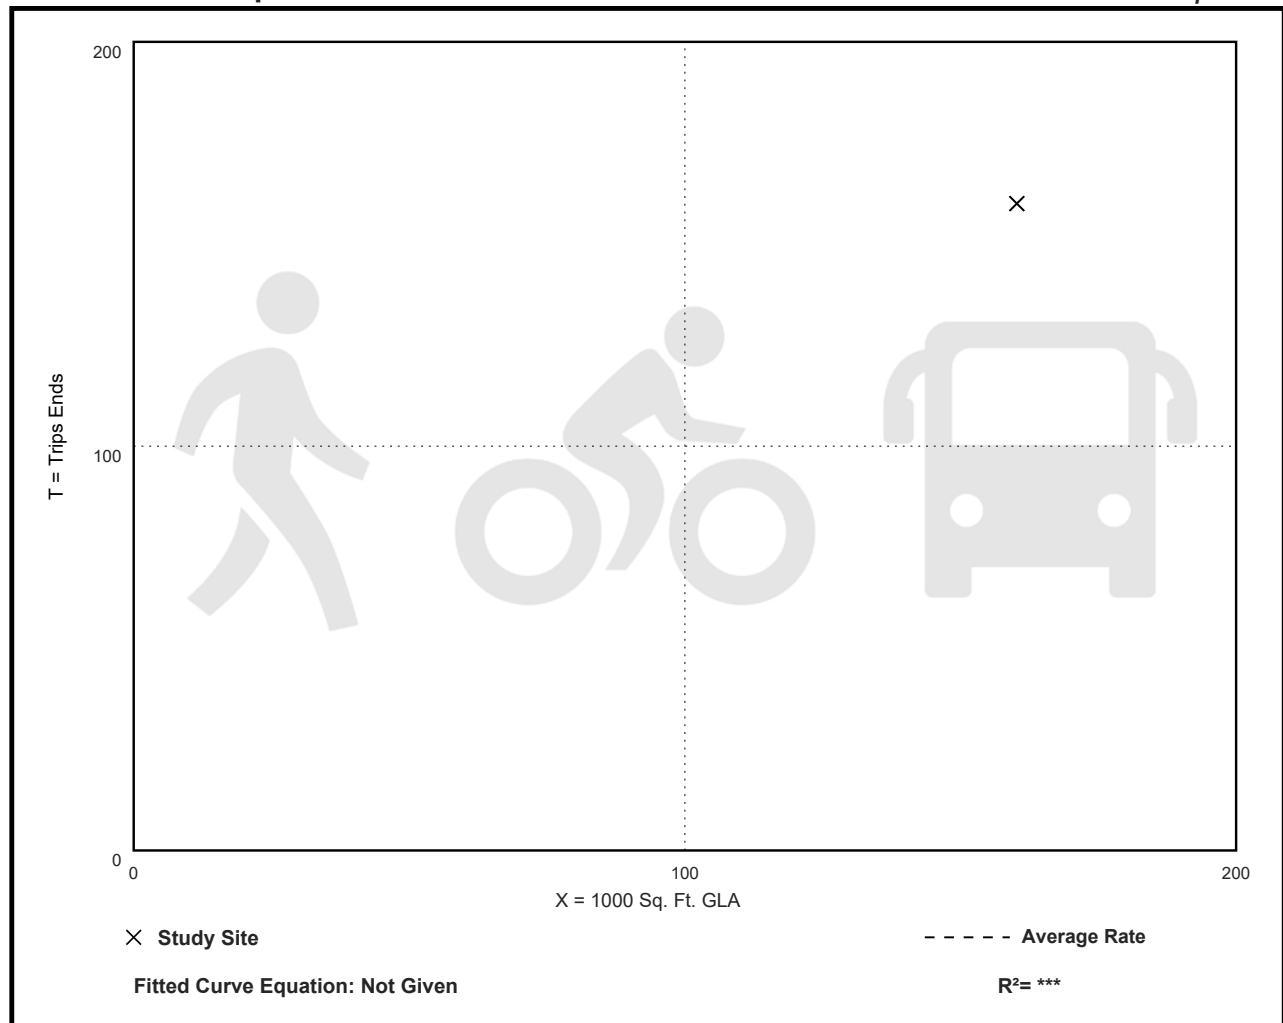 200
100
0
T = Trips Ends
0 100 200
X = 1000 Sq. Ft. GLA
Study Site
Average Rate
Fitted Curve Equation: Not Given
R²= ***